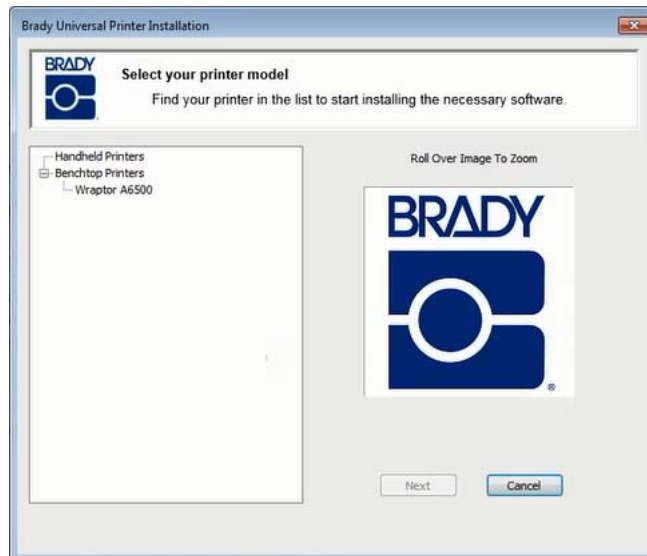 Brady Universal Printer Installation
BRADY
Select your printer model
Find your printer in the list to start installing the necessary software.
Handheld Printers
Benchtop Printers
Wraptor A6500
Roll Over Image To Zoom
BRADY
®
Next
Cancel